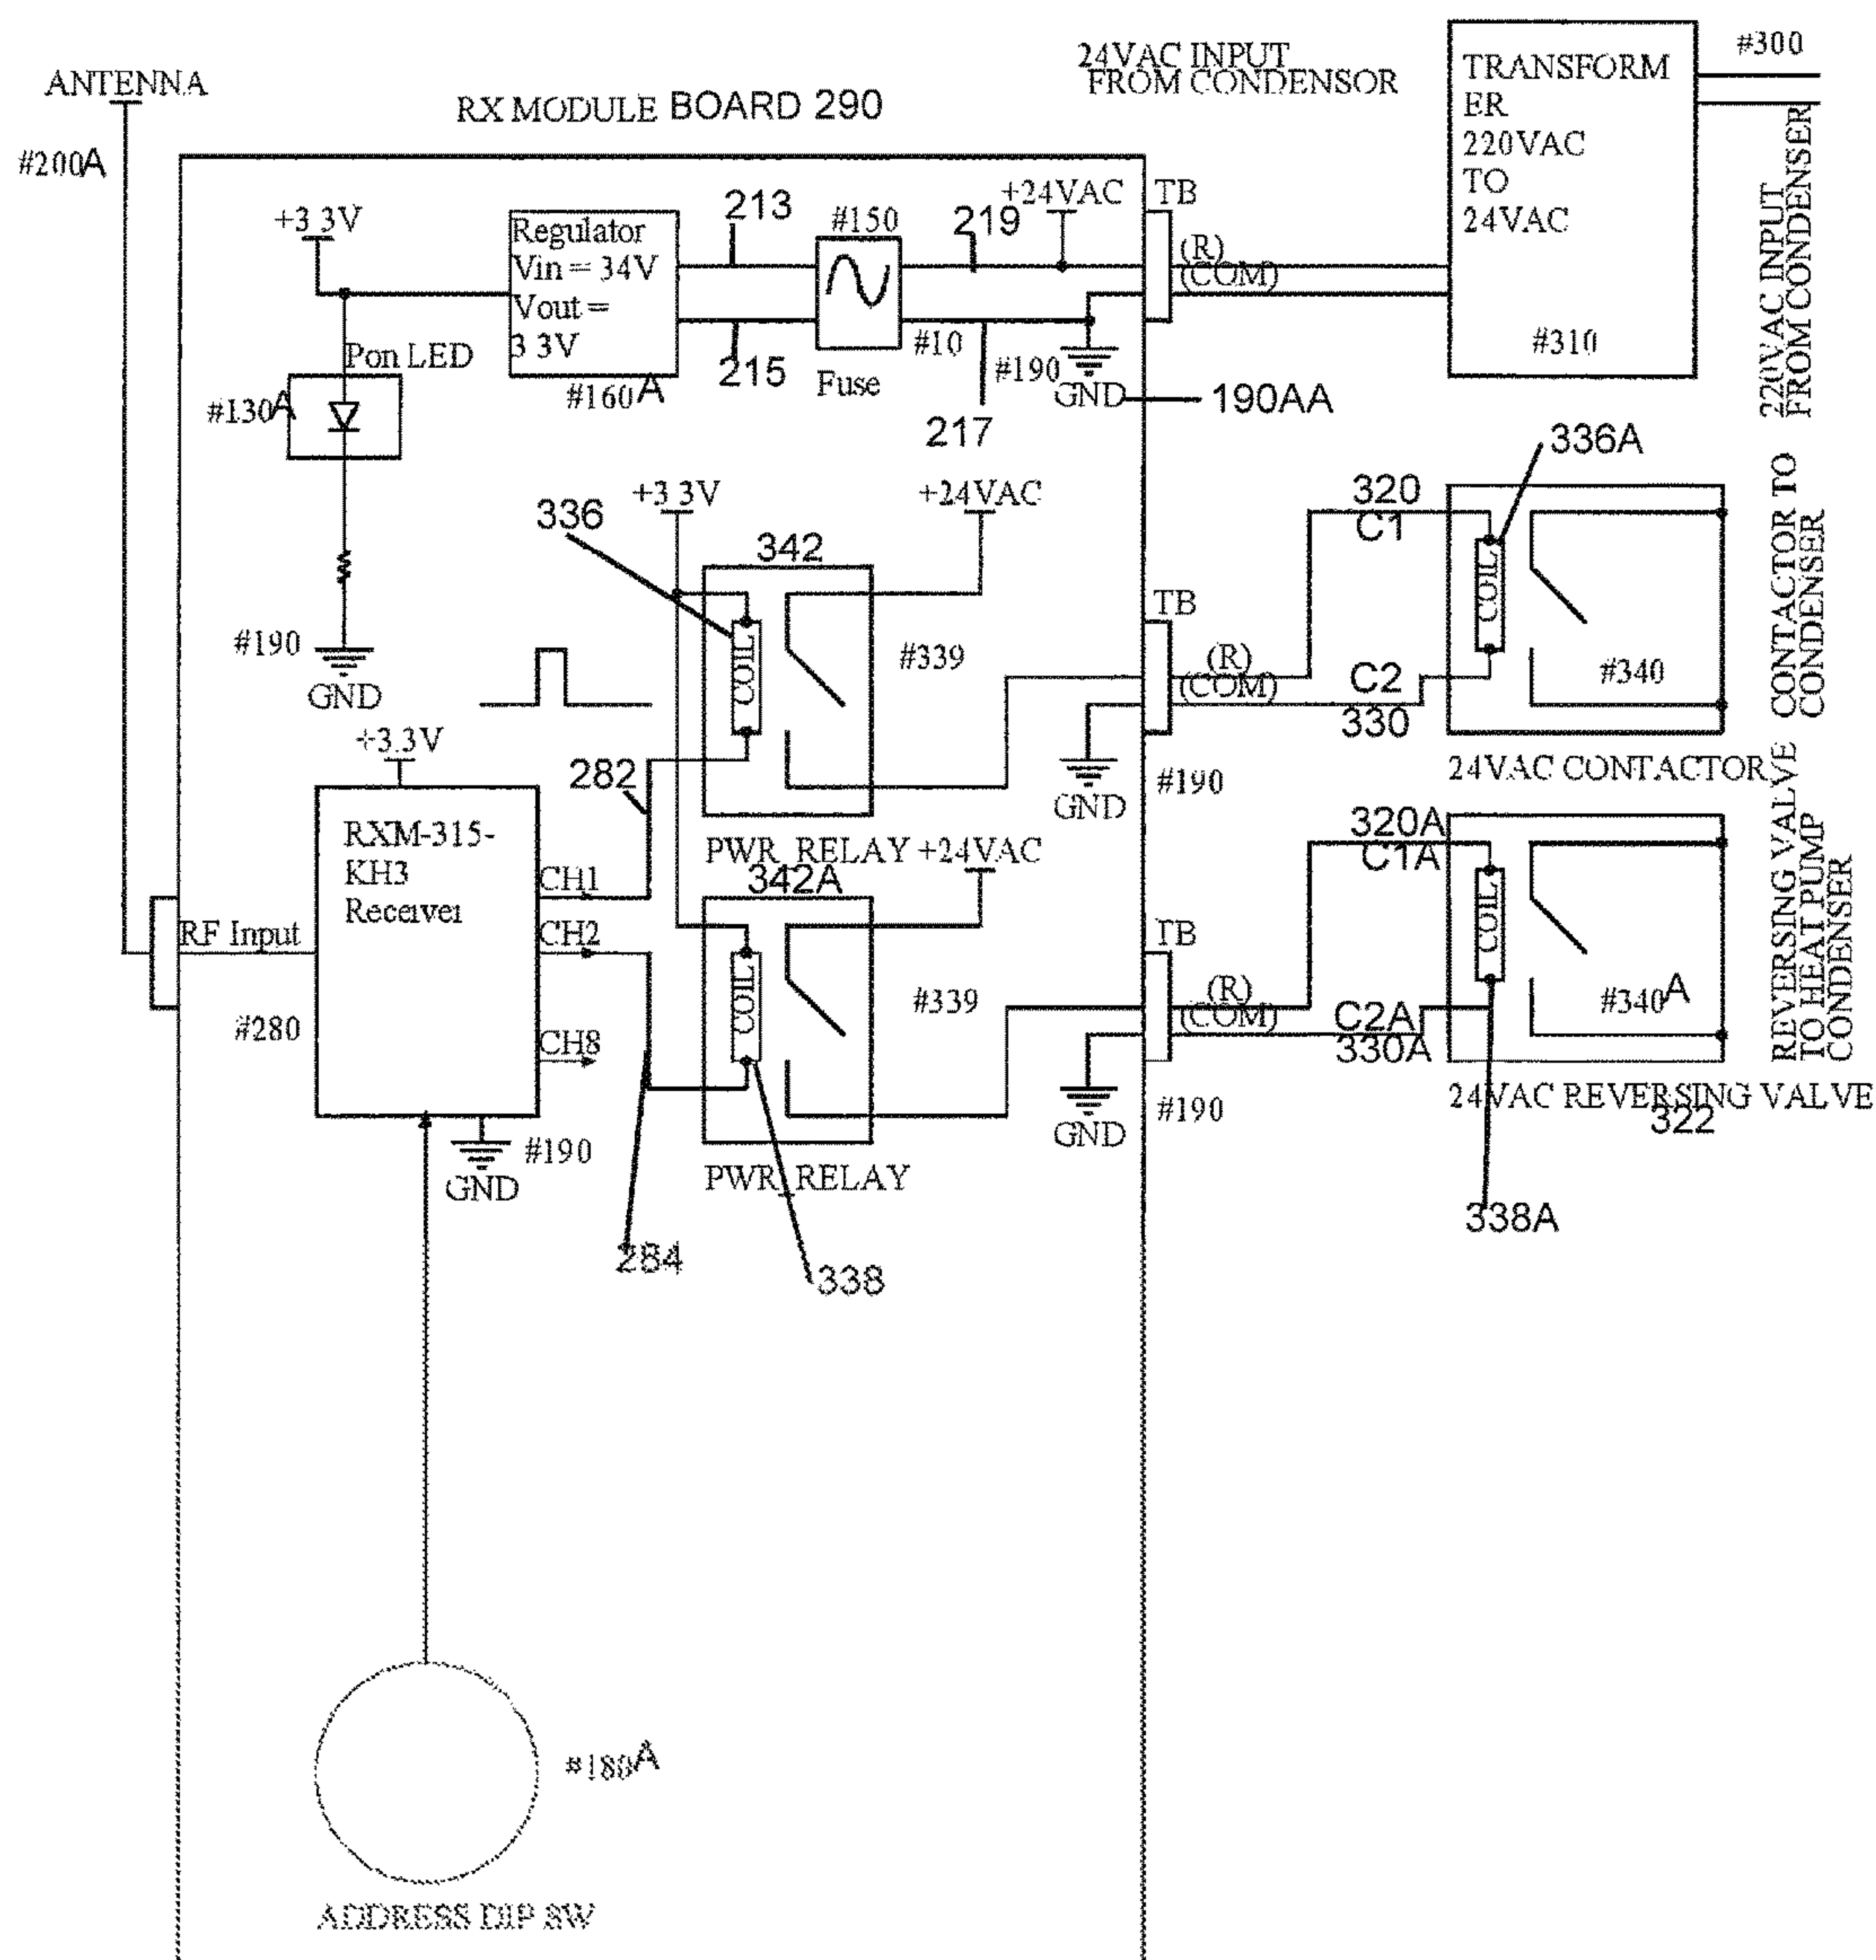 24VAC INPUT
FROM CONDENSOR
#300
ANTENNA
RX MODULE BOARD 290
#200A
TRANSFORM
ER
220VAC
TO
24VAC
#310
220VAC INPUT
FROM CONDENSER
+3 3V
Regulator
Vin = 34V
Vout =
3 3V
#160A
213
215
#150
Fuse
219
+24VAC
TB
(R)
(COM)
#10
#190
GND
190AA
217
Pon LED
#130A
#190
GND
+3 3V
+24VAC
336
342
#339
PWR_RELAY
TB
(R)
(COM)
#190
GND
320
C1
C2
330
336A
COIL
COIL
#340
24VAC CONTACTOR
CONTACTOR TO
CONDENSER
282
+3.3V
RXM-315-
KH3
Receiver
CH1
CH2
CH8
RF Input
#280
#190
GND
+24VAC
342A
COIL
#339
PWR_RELAY
284
338
TB
(R)
(COM)
#190
GND
320A
C1A
C2A
330A
COIL
#340A
24VAC REVERSING VALVE
322
338A
REVERSING VALVE
TO HEAT PUMP
CONDENSER
#180A
ADDRESS DIP SW